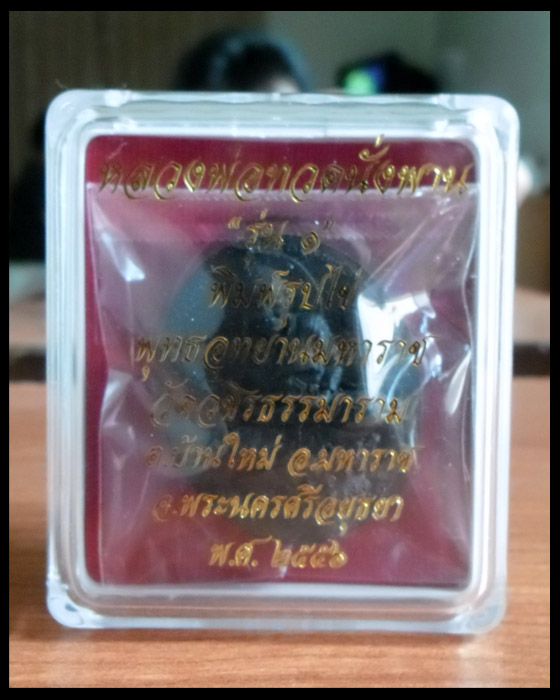 หลวงพ่อทวดนั่งพาน
"รุ่น ๑"
พิมพ์รูปไข่
พุทธอุทยานมหาราช
วัดวชิรธรรมาราม
ต.บ้านใหม่ อ.มหาราช
จ.พระนครศรีอยุธยา
พ.ศ. ๒๕๕๖